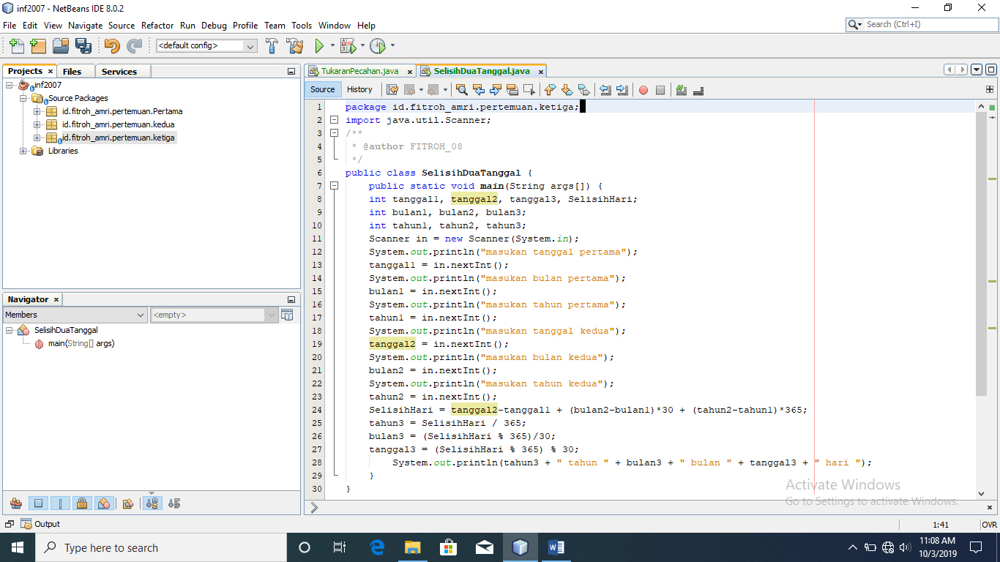 inf2007 - NetBeans IDE 8.0.2
File Edit View Navigate Source Refactor Run Debug Profile Team Tools Window Help
Search (Ctrl+I)
<default config>
Projects Files Services
inf2007
Source Packages
id.fitroh_amri.pertemuan.Pertama
id.fitroh_amri.pertemuan.kedua
id.fitroh_amri.pertemuan.ketiga
Libraries
Navigator
Members <empty>
SelisihDuaTanggal
main(String[] args)
TukaranPecahan.java SelisihDuaTanggal.java
Source History
1 package id.fitroh_amri.pertemuan.ketiga;
2 import java.util.Scanner;
3 /**
4 * @author FITROH_08
5 */
6 public class SelisihDuaTanggal {
7 public static void main(String args[]) {
8 int tanggal1, tanggal2, tanggal3, SelisihHari;
9 int bulan1, bulan2, bulan3;
10 int tahun1, tahun2, tahun3;
11 Scanner in = new Scanner(System.in);
12 System.out.println("masukan tanggal pertama");
13 tanggal1 = in.nextInt();
14 System.out.println("masukan bulan pertama");
15 bulan1 = in.nextInt();
16 System.out.println("masukan tahun pertama");
17 tahun1 = in.nextInt();
18 System.out.println("masukan tanggal kedua");
19 tanggal2 = in.nextInt();
20 System.out.println("masukan bulan kedua");
21 bulan2 = in.nextInt();
22 System.out.println("masukan tahun kedua");
23 tahun2 = in.nextInt();
24 SelisihHari = tanggal2-tanggal1 + (bulan2-bulan1)*30 + (tahun2-tahun1)*365;
25 tahun3 = SelisihHari / 365;
26 bulan3 = (SelisihHari % 365)/30;
27 tanggal3 = (SelisihHari % 365) % 30;
28 System.out.println(tahun3 + " tahun " + bulan3 + " bulan " + tanggal3 + " hari ");
29 }
30 }
Activate Windows
Go to Settings to activate Windows.
Output
1:41 OVR
Type here to search
11:08 AM
10/3/2019